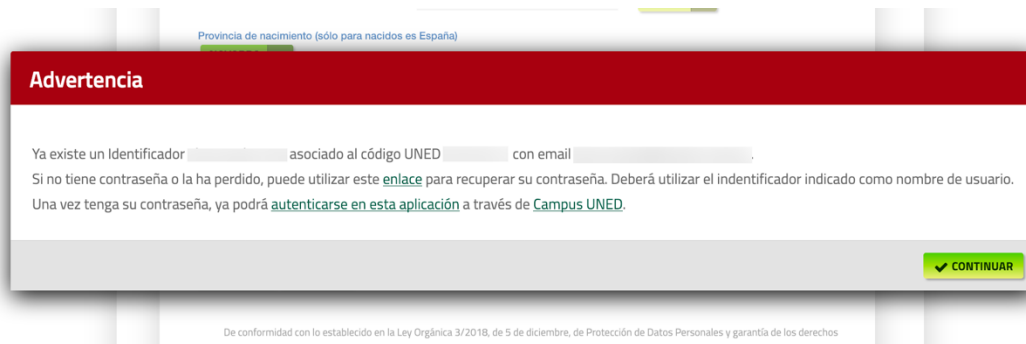 Provincia de nacimiento (sólo para nacidos es España)
Advertencia
Ya existe un Identificador asociado al código UNED con email .
Si no tiene contraseña o la ha perdido, puede utilizar este enlace para recuperar su contraseña. Deberá utilizar el indentificador indicado como nombre de usuario.
Una vez tenga su contraseña, ya podrá autenticarse en esta aplicación a través de Campus UNED.
CONTINUAR
De conformidad con lo establecido en la Ley Orgánica 3/2018, de 5 de diciembre, de Protección de Datos Personales y garantía de los derechos